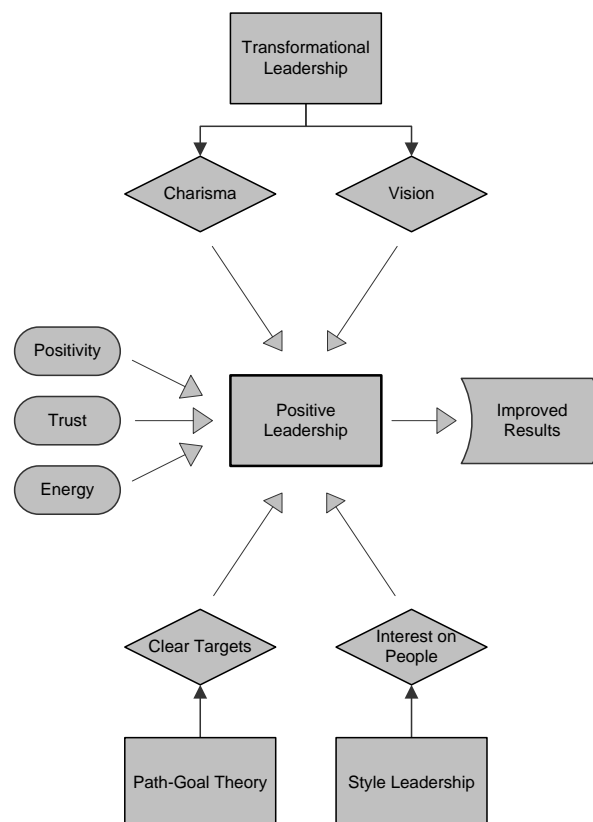 Transformational
Leadership
Charisma
Vision
Positivity
Trust
Energy
Positive
Leadership
Improved
Results
Clear Targets
Interest on
People
Path-Goal Theory
Style Leadership